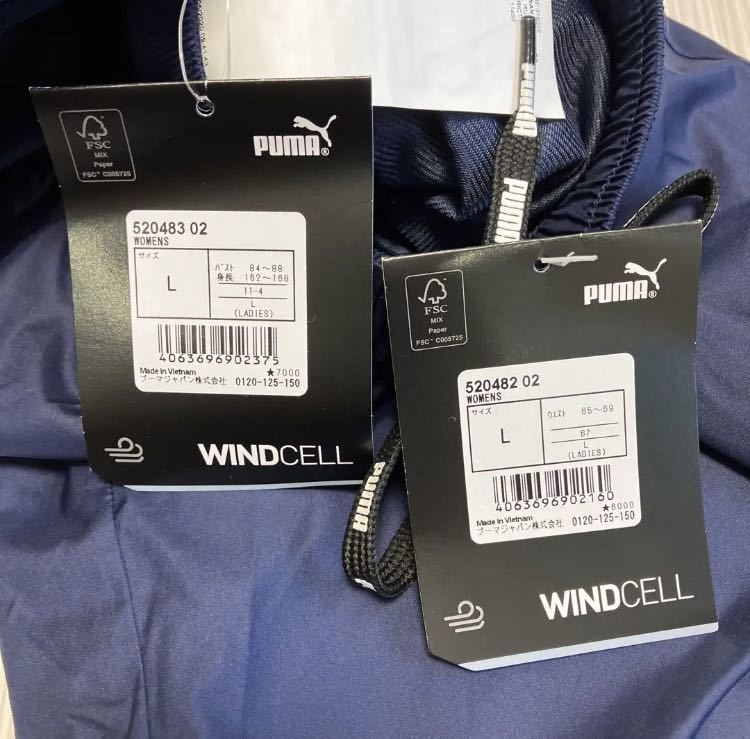 FSC
MIX
Paper
FSC™ C005725
PUMA®
520483 02
WOMENS
サイズ
L
バスト 84〜88
身長 162〜168
11-4
L
(LADIES)
4063696902375
Made in Vietnam
★7000
プーマジャパン株式会社 0120-125-150
WINDCELL
PUMA
PUMA
PUMA
FSC
MIX
Paper
FSC™ C005725
PUMA®
520482 02
WOMENS
サイズ
L
ウエスト 65〜69
67
L
(LADIES)
4063696902160
Made in Vietnam
★6000
プーマジャパン株式会社 0120-125-150
WINDCELL